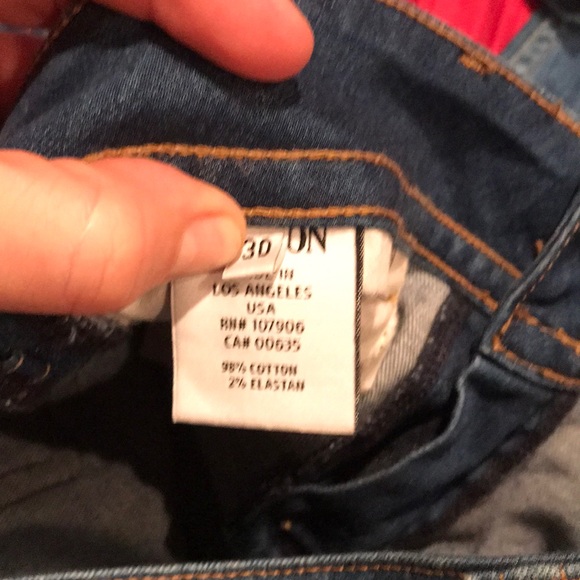 30
IN
LOS ANGELES
USA
RN# 107906
CA# 00635
98% COTTON
2% ELASTAN